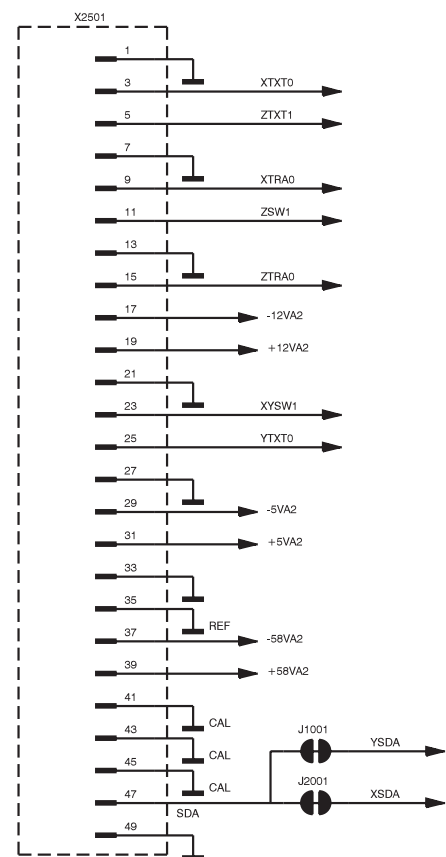 X2501
1
3 XTXT0
5 ZTXT1
7
9 XTRA0
11 ZSW1
13
15 ZTRA0
17 -12VA2
19 +12VA2
21
23 XYSW1
25 YTXT0
27
29 -5VA2
31 +5VA2
33
35 REF
37 -58VA2
39 +58VA2
41 CAL
43 CAL
45 CAL
J1001 YSDA
J2001 XSDA
47 SDA
49